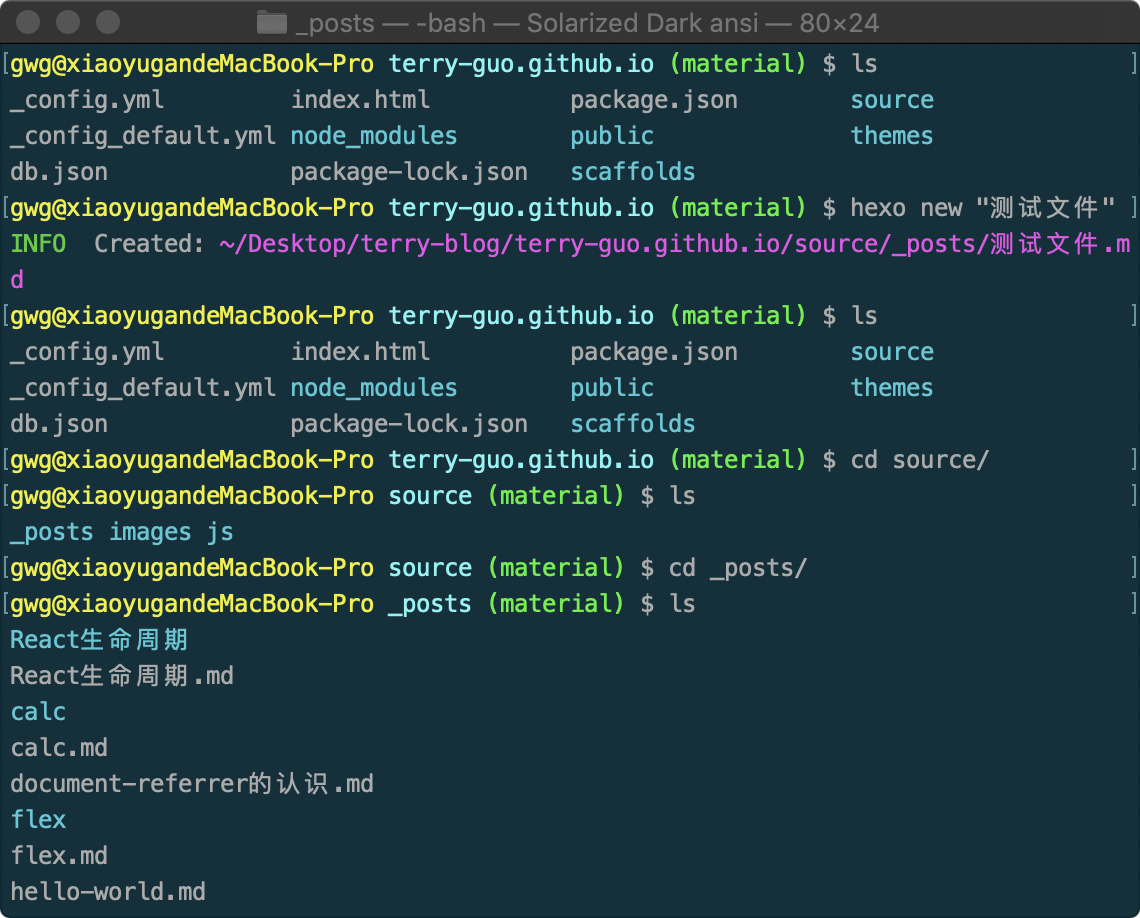 _posts — -bash — Solarized Dark ansi — 80×24
[gwg@xiaoyugandeMacBook-Pro terry-guo.github.io (material) $ ls ]
_config.yml index.html package.json source
_config_default.yml node_modules public themes
db.json package-lock.json scaffolds
[gwg@xiaoyugandeMacBook-Pro terry-guo.github.io (material) $ hexo new "测试文件" ]
INFO Created: ~/Desktop/terry-blog/terry-guo.github.io/source/_posts/测试文件.m
d
[gwg@xiaoyugandeMacBook-Pro terry-guo.github.io (material) $ ls ]
_config.yml index.html package.json source
_config_default.yml node_modules public themes
db.json package-lock.json scaffolds
[gwg@xiaoyugandeMacBook-Pro terry-guo.github.io (material) $ cd source/ ]
[gwg@xiaoyugandeMacBook-Pro source (material) $ ls ]
_posts images js
[gwg@xiaoyugandeMacBook-Pro source (material) $ cd _posts/ ]
[gwg@xiaoyugandeMacBook-Pro _posts (material) $ ls ]
React生命周期
React生命周期.md
calc
calc.md
document-referrer的认识.md
flex
flex.md
hello-world.md